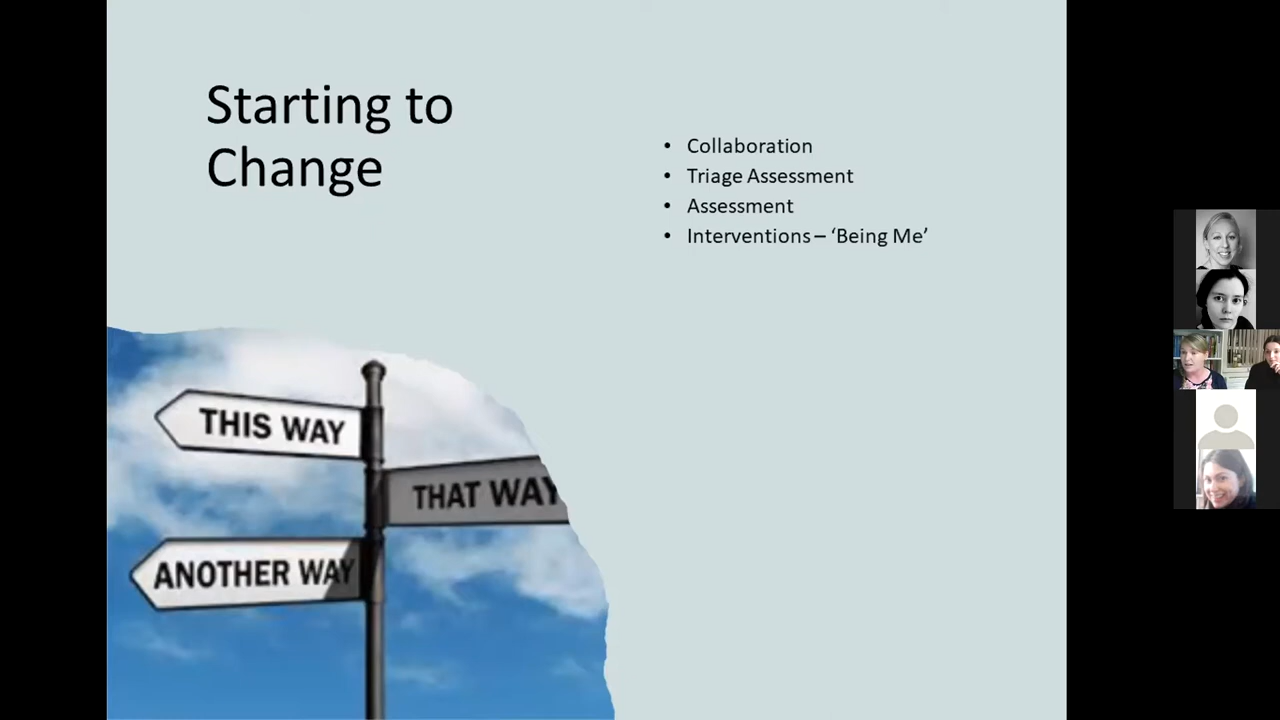 Starting to
Change
• Collaboration
• Triage Assessment
• Assessment
• Interventions – ‘Being Me’
THIS WAY
THAT WAY
ANOTHER WAY